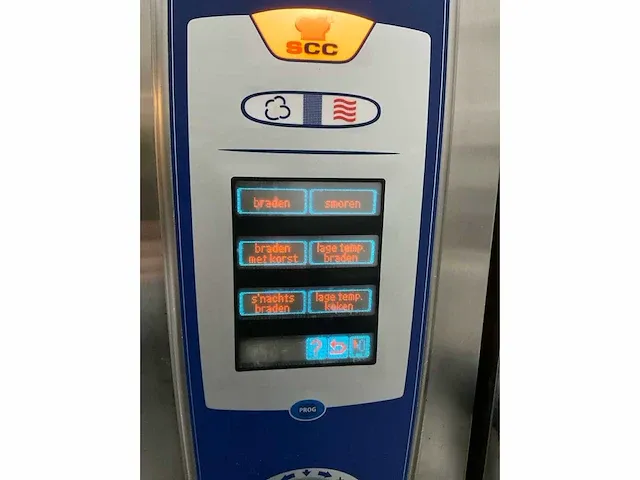 SCC
braden
smoren
braden
met korst
lage temp.
braden
s'nachts
braden
lage temp.
koken
?
PROG